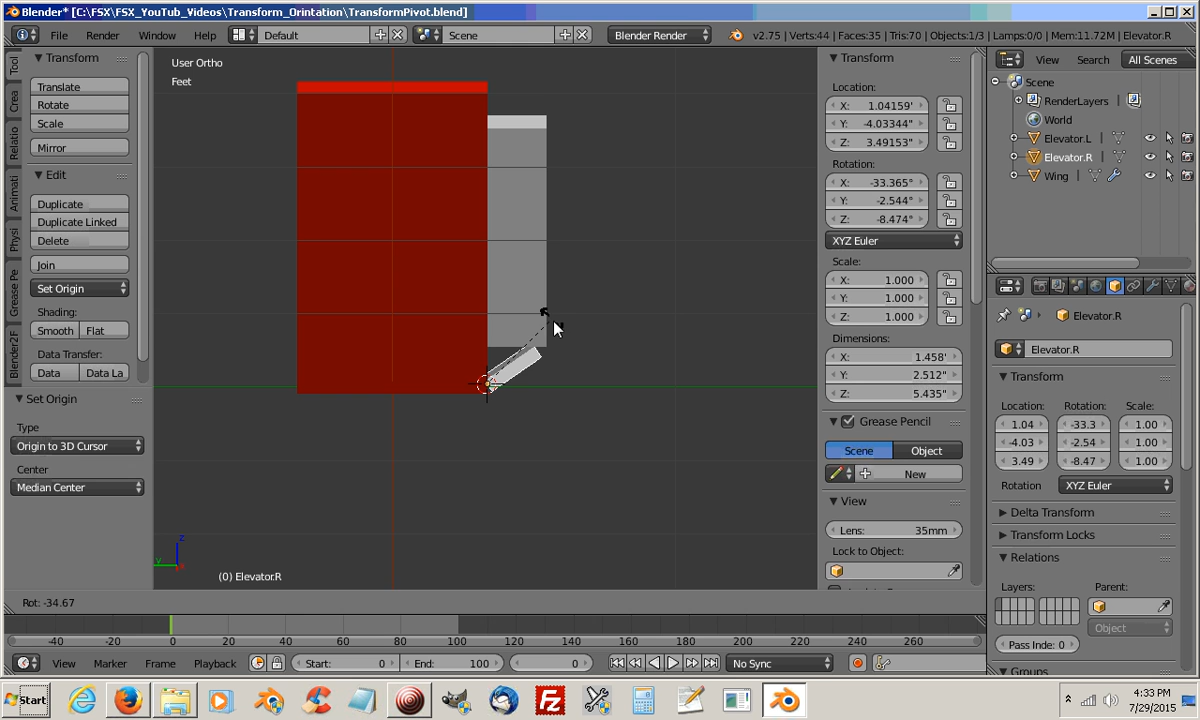 Blender* [C:\FSX\FSX_YouTub_Videos\Transform_Orintation\TransformPivot.blend]
File Render Window Help Default Scene Blender Render v2.75 | Verts:44 | Faces:35 | Tris:70 | Objects:1/3 | Lamps:0/0 | Mem:11.72M | Elevator.R
Tool
Crea
Relatio
Animati
Physi
Grease Pe
Blender2F
Transform
Translate
Rotate
Scale
Mirror
Edit
Duplicate
Duplicate Linked
Delete
Join
Set Origin
Shading:
Smooth Flat
Data Transfer:
Data Data La
Set Origin
Type
Origin to 3D Cursor
Center
Median Center
User Ortho
Feet
z
y
(0) Elevator.R
Transform
Location:
X: 1.04159'
Y: -4.03344"
Z: 3.49153"
Rotation:
X: -33.365°
Y: -2.544°
Z: -8.474°
XYZ Euler
Scale:
X: 1.000
Y: 1.000
Z: 1.000
Dimensions:
X: 1.458'
Y: 2.512"
Z: 5.435"
Grease Pencil
Scene Object
New
View
Lens: 35mm
Lock to Object:
View Search All Scenes
Scene
RenderLayers
World
Elevator.L
Elevator.R
Wing
Elevator.R
Elevator.R
Transform
Location: Rotation: Scale:
1.04 -33.3 1.00
-4.03 -2.54 1.00
3.49 -8.47 1.00
Rotation XYZ Euler
Delta Transform
Transform Locks
Relations
Layers: Parent:
Object
Pass Inde: 0
Groups
Rot: -34.67
-40 -20 0 20 40 60 80 100 120 140 160 180 200 220 240 260
View Marker Frame Playback Start: 0 End: 100 0 No Sync
Start
4:33 PM
7/29/2015